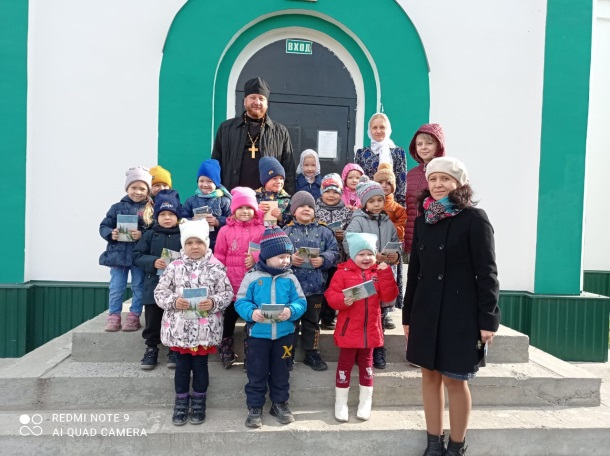 ВХОД
REDMI NOTE 9
AI QUAD CAMERA